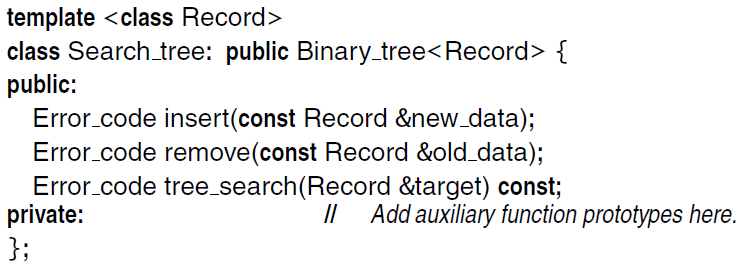 template <class Record>
class Search_tree: public Binary_tree<Record> {
public:
Error_code insert(const Record &new_data);
Error_code remove(const Record &old_data);
Error_code tree_search(Record &target) const;
private: // Add auxiliary function prototypes here.
};